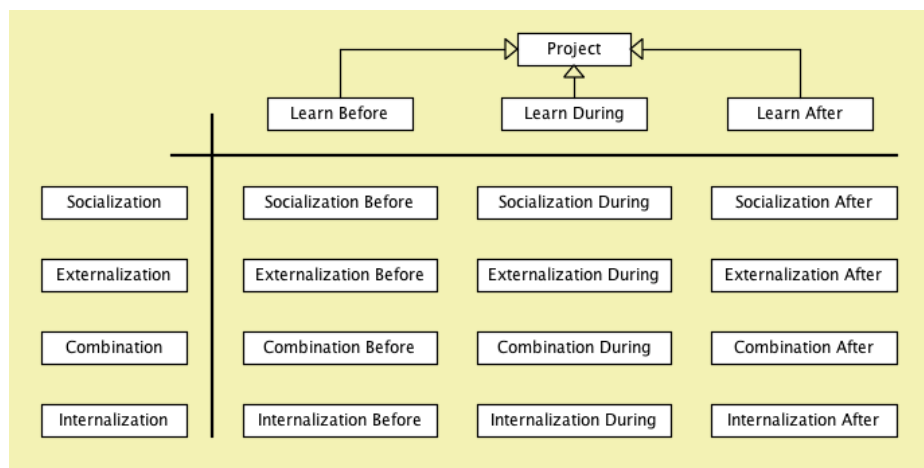 Project
Learn Before
Learn During
Learn After
Socialization
Socialization Before
Socialization During
Socialization After
Externalization
Externalization Before
Externalization During
Externalization After
Combination
Combination Before
Combination During
Combination After
Internalization
Internalization Before
Internalization During
Internalization After